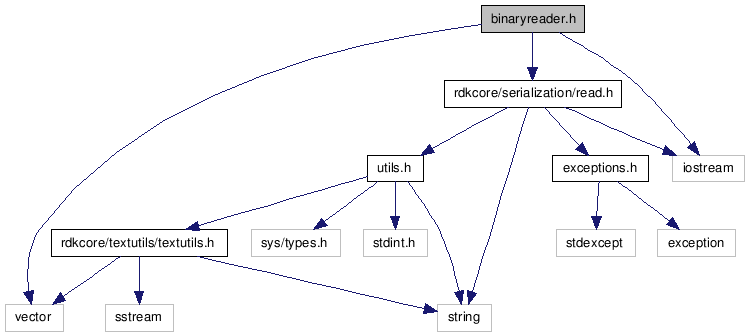 binaryreader.h
rdkcore/serialization/read.h
utils.h
exceptions.h
iostream
rdkcore/textutils/textutils.h
sys/types.h
stdint.h
stdexcept
exception
vector
sstream
string